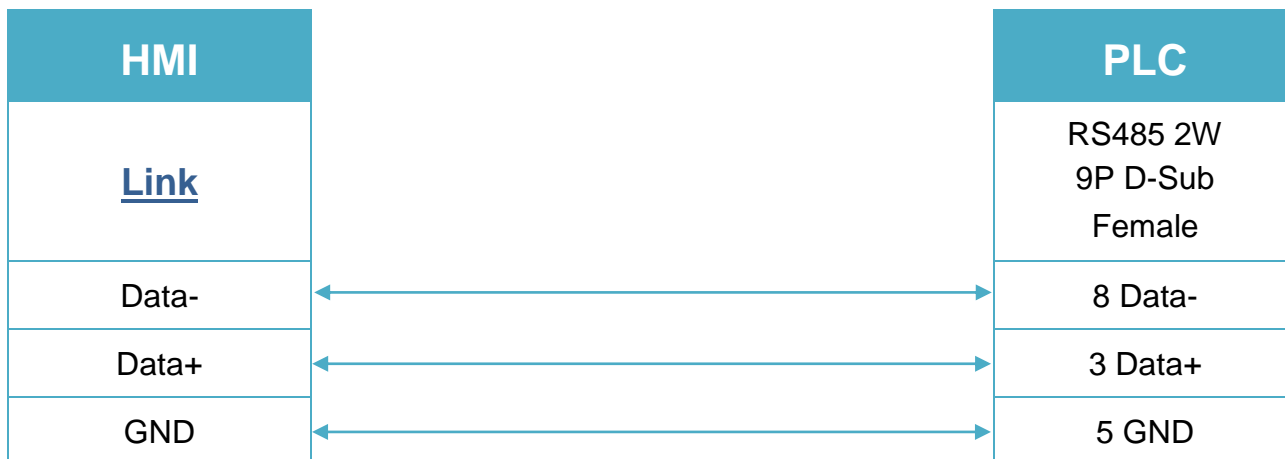 HMI
PLC
Link
RS485 2W
9P D-Sub
Female
Data-
8 Data-
Data+
3 Data+
GND
5 GND